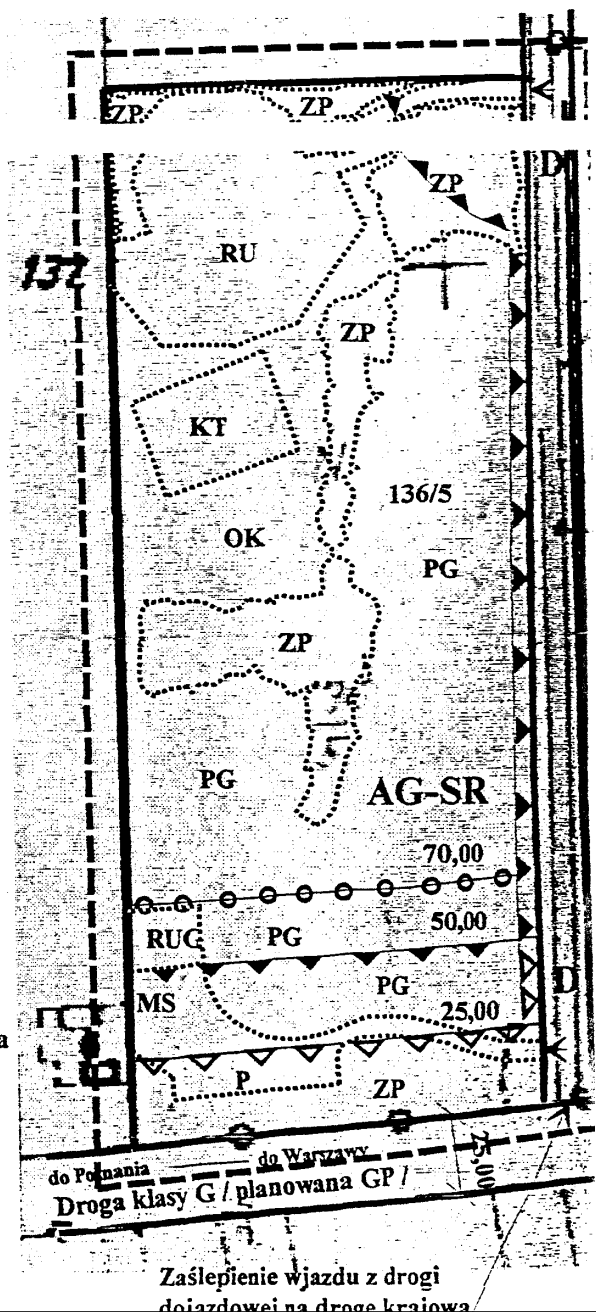 ZP
ZP
D
ZP
RU
137
ZP
KT
136/5
OK
PG
ZP
PG
AG-SR
70,00
50,00
RUC
PG
MS
PG
D
25,00
a
P
ZP
do Poznania
do Warszawy
75,00
Droga klasy G / planowana GP /
Zaślepienie wjazdu z drogi
dojazdowej na drogę krajową